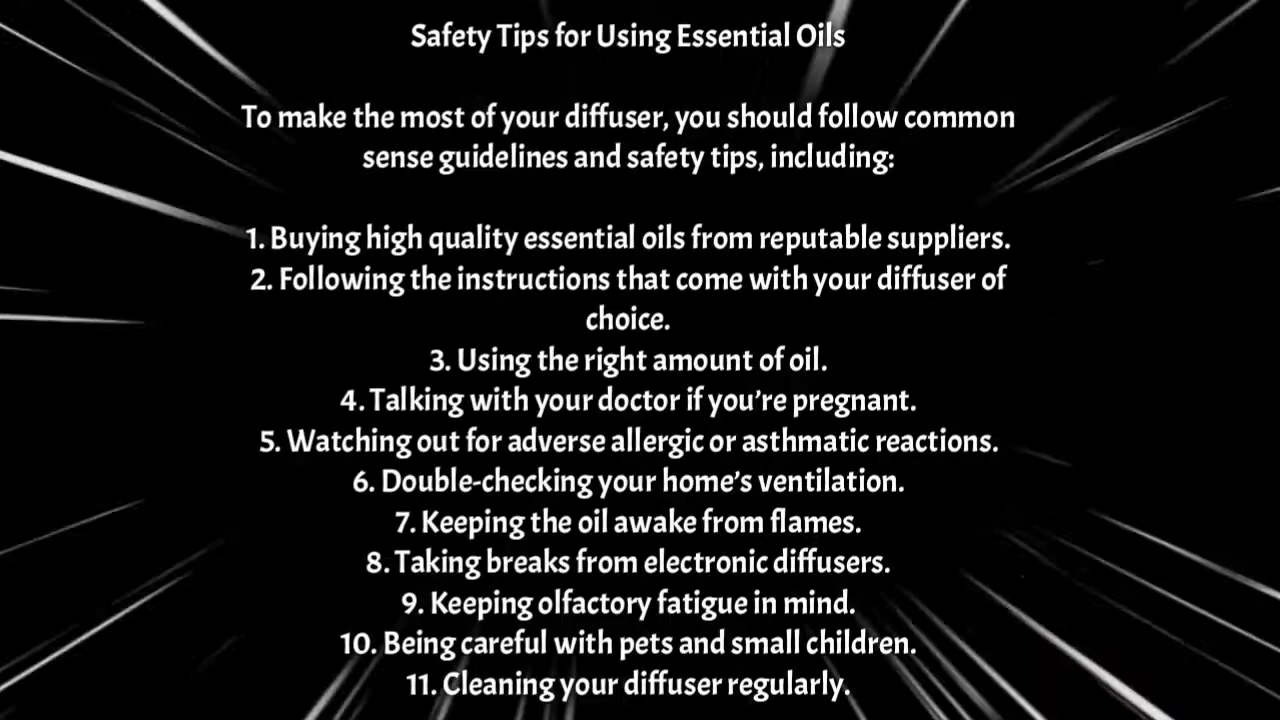 Safety Tips for Using Essential Oils
To make the most of your diffuser, you should follow common
sense guidelines and safety tips, including:
1. Buying high quality essential oils from reputable suppliers.
2. Following the instructions that come with your diffuser of
choice.
3. Using the right amount of oil.
4. Talking with your doctor if you’re pregnant.
5. Watching out for adverse allergic or asthmatic reactions.
6. Double-checking your home’s ventilation.
7. Keeping the oil awake from flames.
8. Taking breaks from electronic diffusers.
9. Keeping olfactory fatigue in mind.
10. Being careful with pets and small children.
11. Cleaning your diffuser regularly.